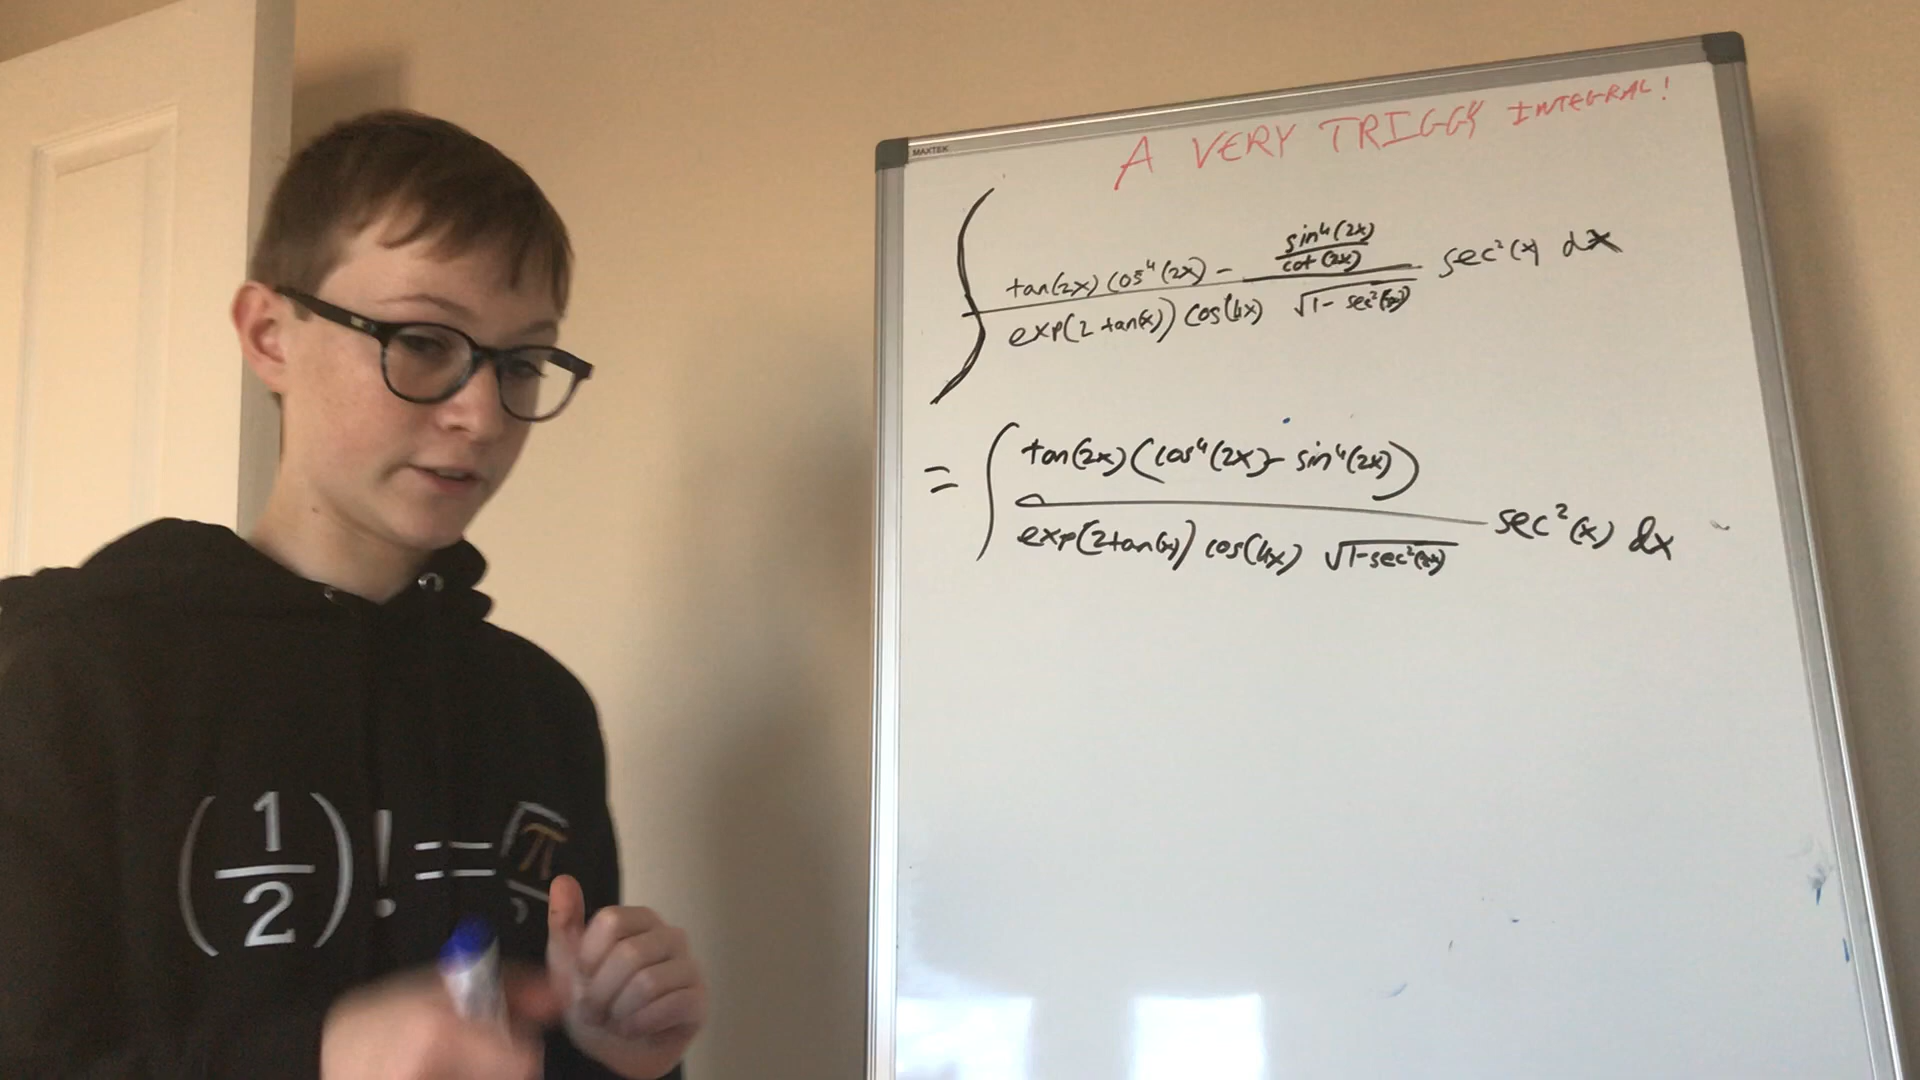 MAXTEK
A VERY TRIGGY INTEGRAL!
sin⁴(2x)
cot(2x)
∫ tan(2x) cos⁴(2x) − sec²(x) dx
exp(2 tan(x)) cos(4x) √1 − sec²(2x)
= ∫ tan(2x)(cos⁴(2x) − sin⁴(2x)) sec²(x) dx
exp(2tan(x)) cos(4x) √1−sec²(2x)
(1/2)! = √π